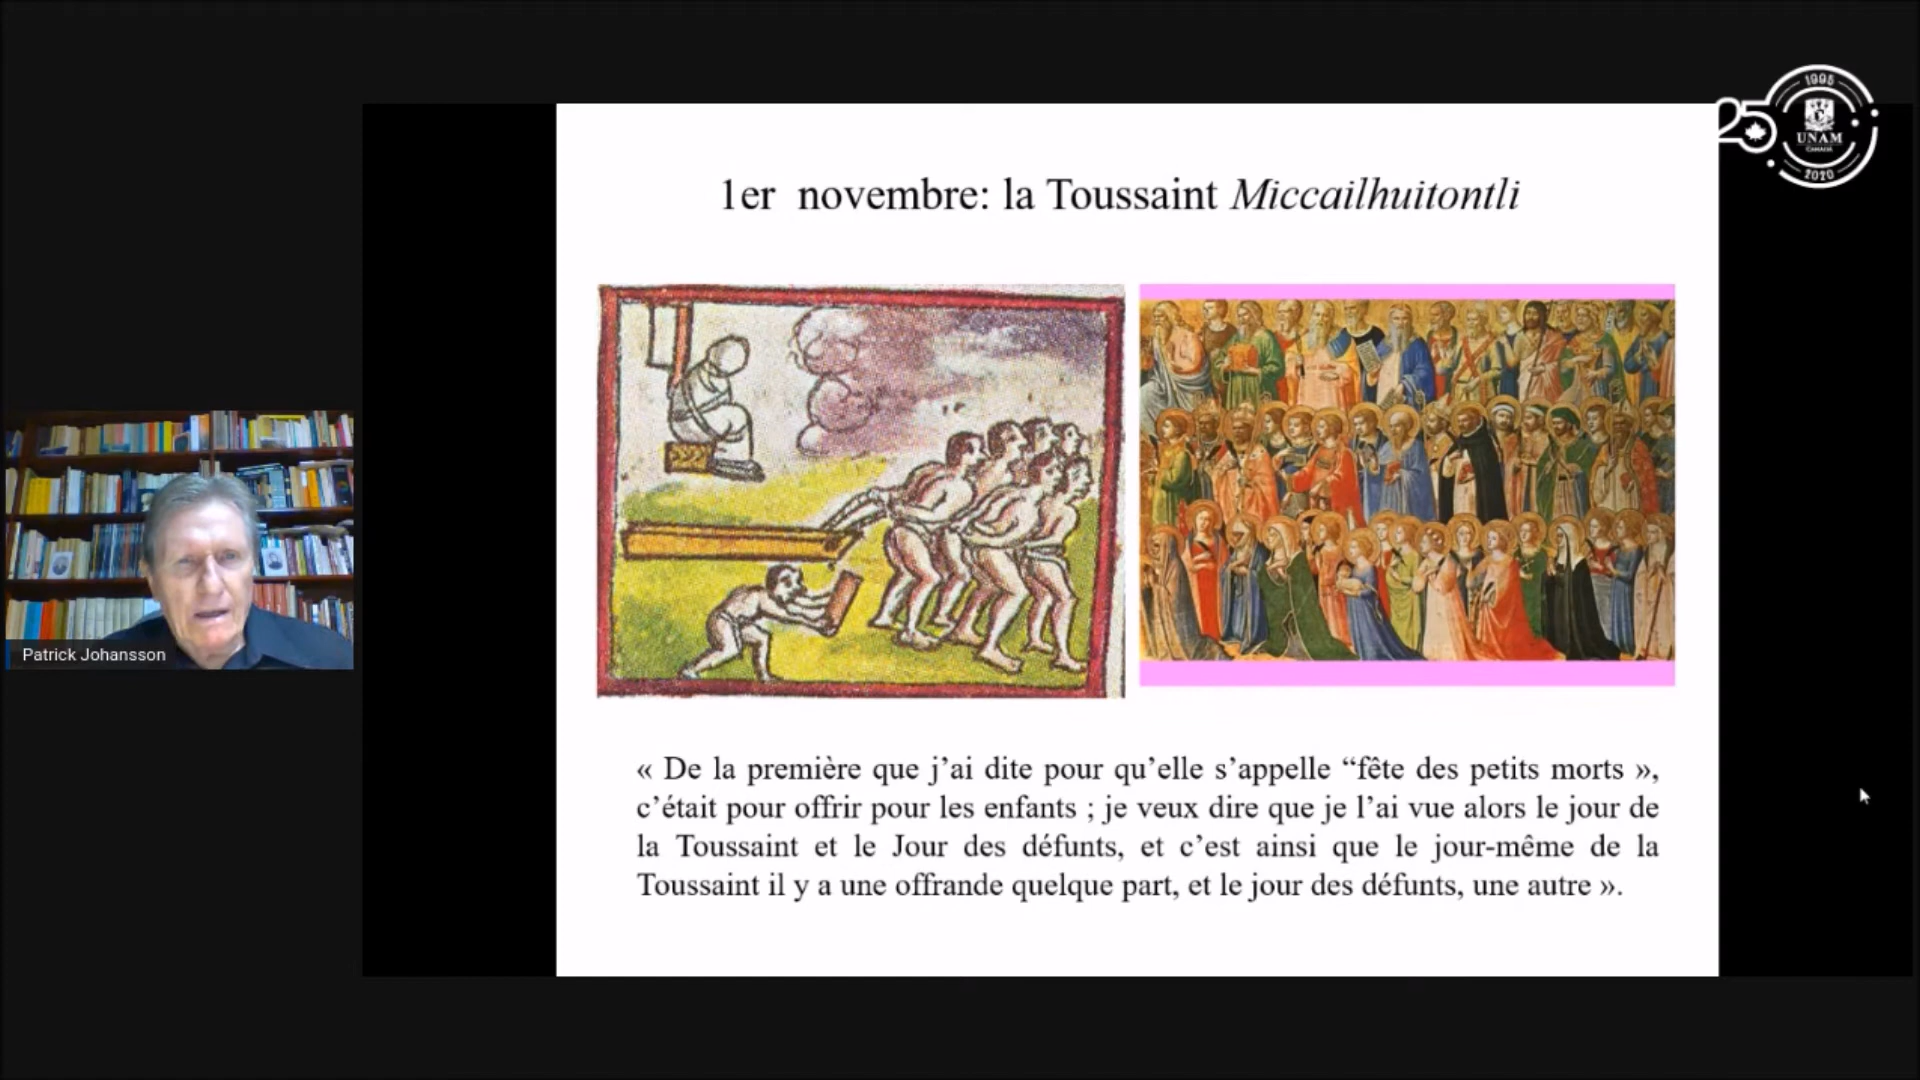 1995
25
UNAM
CANADÁ
2020
1er novembre: la Toussaint Miccailhuitontli
« De la première que j’ai dite pour qu’elle s’appelle “fête des petits morts »,
c’était pour offrir pour les enfants ; je veux dire que je l’ai vue alors le jour de
la Toussaint et le Jour des défunts, et c’est ainsi que le jour-même de la
Toussaint il y a une offrande quelque part, et le jour des défunts, une autre ».
Patrick Johansson